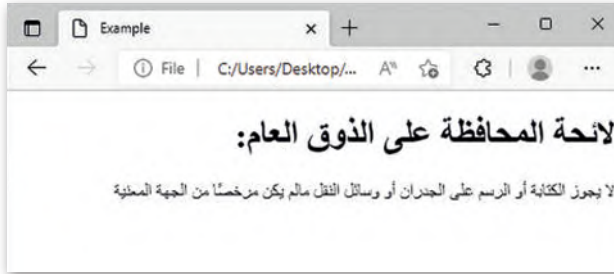 Example
File | C:/Users/Desktop/...
لائحة المحافظة على الذوق العام:
لا يجوز الكتابة أو الرسم على الجدران أو وسائل النقل مالم يكن مرخصًا من الجهة المعنية